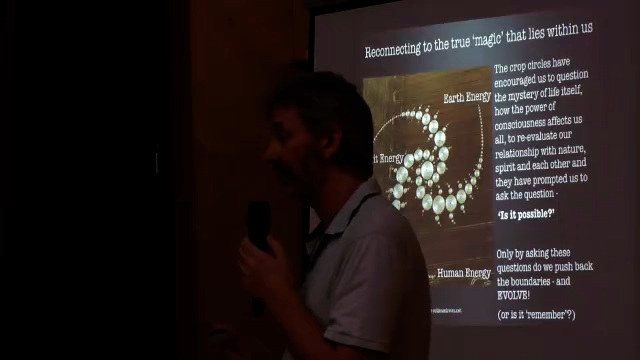 Reconnecting to the true 'magic' that lies within us
The crop circles have
encouraged us to question
the mystery of life itself,
how the power of
consciousness affects us
all, to re-evaluate our
relationship with nature,
spirit and each other and
they have prompted us to
ask the question -
'Is it possible?'
Only by asking these
questions do we push back
the boundaries - and
EVOLVE!
(or is it 'remember'?)
Earth Energy
Energy
Human Energy